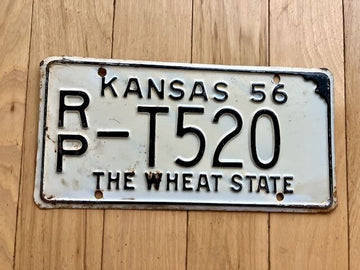 KANSAS 56
RP-T520
THE WHEAT STATE